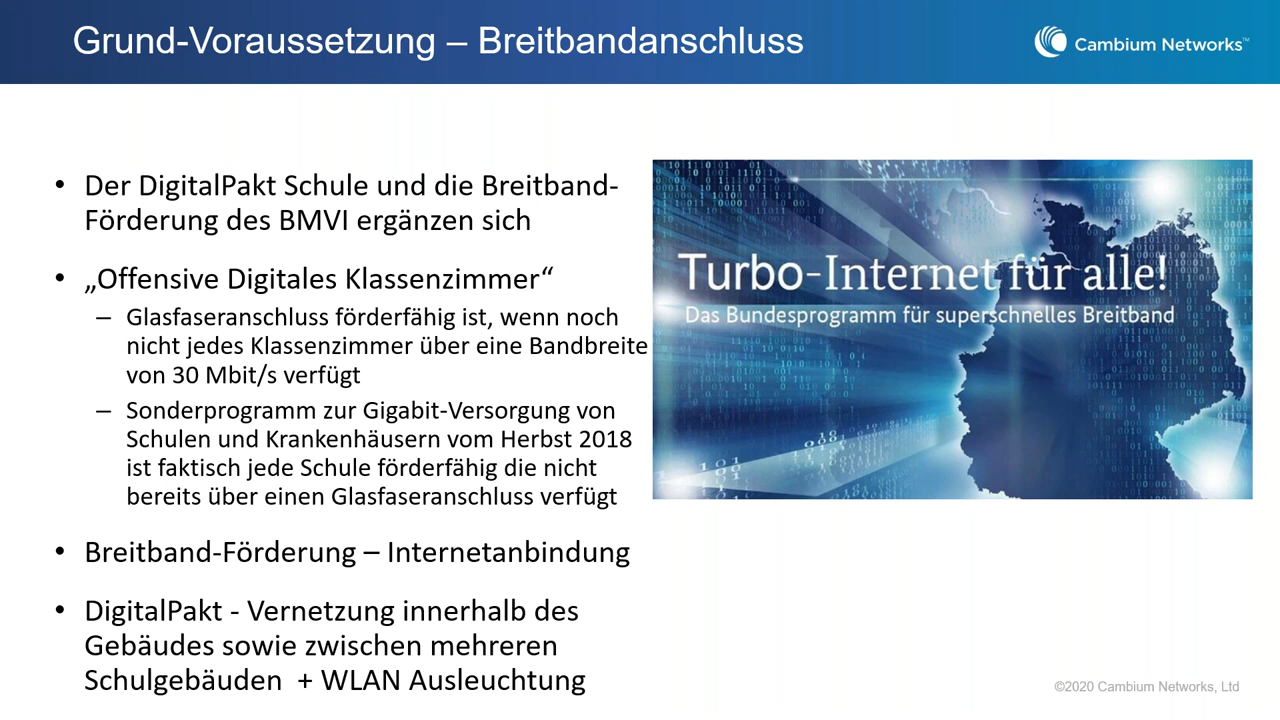 Grund-Voraussetzung – Breitbandanschluss
Cambium Networks™
• Der DigitalPakt Schule und die Breitband-
Förderung des BMVI ergänzen sich
• „Offensive Digitales Klassenzimmer“
– Glasfaseranschluss förderfähig ist, wenn noch
nicht jedes Klassenzimmer über eine Bandbreite
von 30 Mbit/s verfügt
– Sonderprogramm zur Gigabit-Versorgung von
Schulen und Krankenhäusern vom Herbst 2018
ist faktisch jede Schule förderfähig die nicht
bereits über einen Glasfaseranschluss verfügt
• Breitband-Förderung – Internetanbindung
• DigitalPakt - Vernetzung innerhalb des
Gebäudes sowie zwischen mehreren
Schulgebäuden + WLAN Ausleuchtung
Turbo-Internet für alle!
Das Bundesprogramm für superschnelles Breitband
©2020 Cambium Networks, Ltd